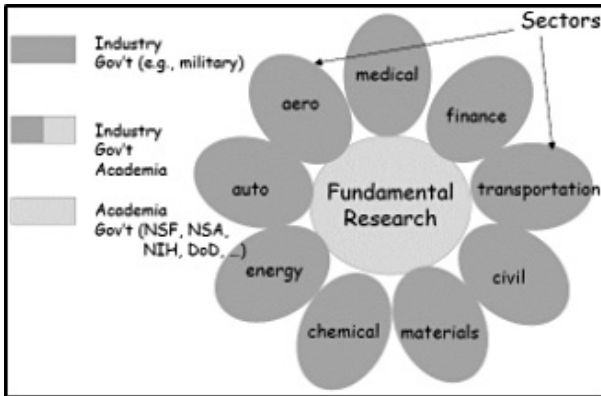 Industry
Gov't (e.g., military)
Industry
Gov't
Academia
Academia
Gov't (NSF, NSA,
NIH, DoD, ...)
Sectors
medical
aero
finance
auto
Fundamental
Research
transportation
energy
civil
chemical
materials